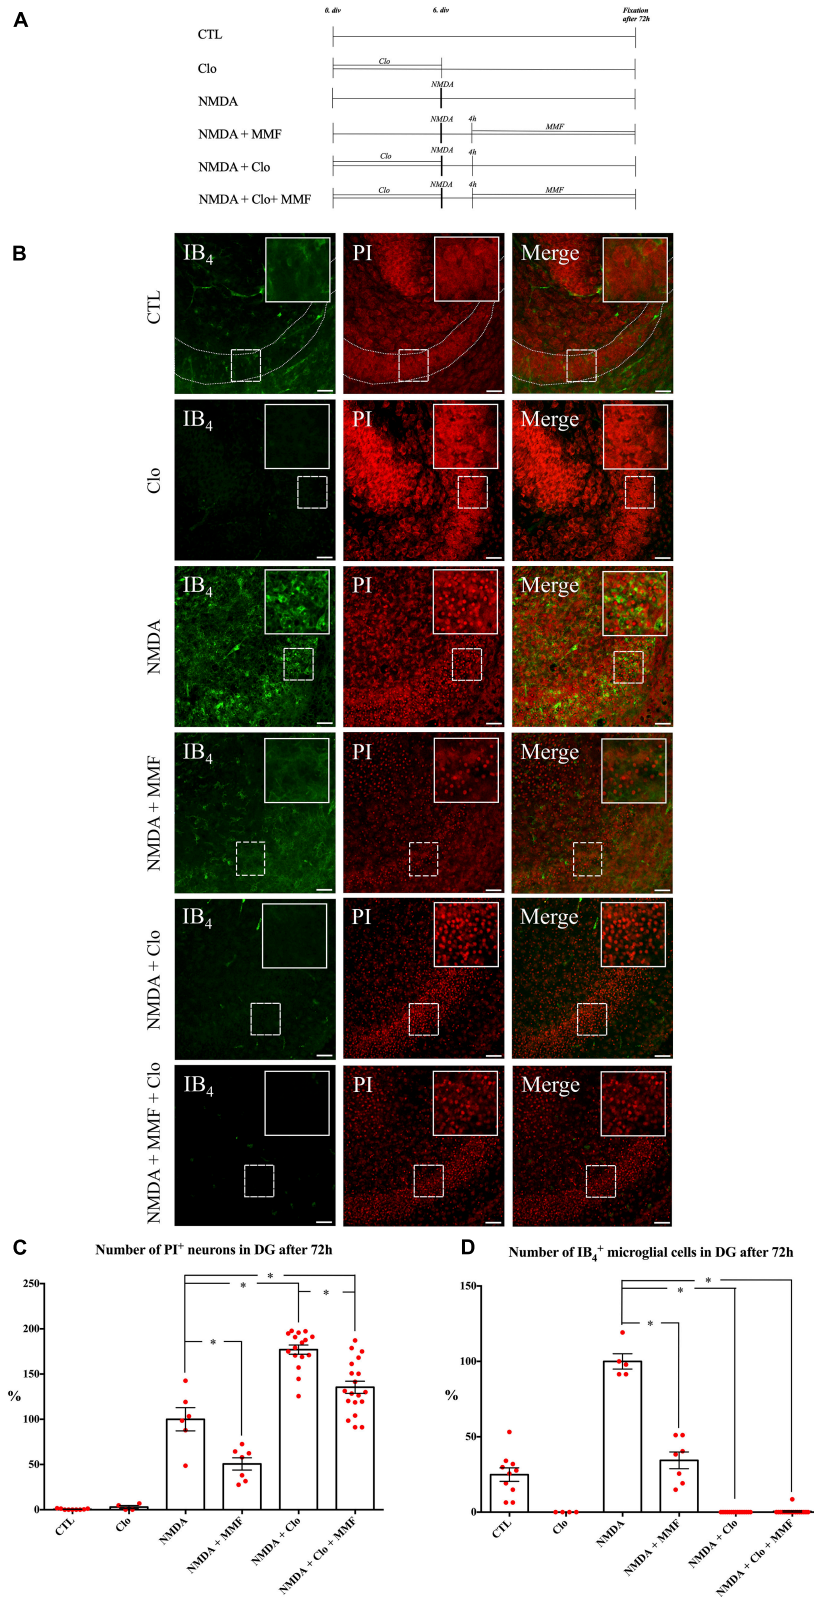 A
0. div
6. div
Fixation
after 72h
CTL
Clo
Clo
NMDA
NMDA
NMDA + MMF
NMDA
4h
MMF
NMDA + Clo
Clo
NMDA
4h
NMDA + Clo+ MMF
Clo
NMDA
4h
MMF
B
CTL
IB4
PI
Merge
Clo
IB4
PI
Merge
NMDA
IB4
PI
Merge
NMDA + MMF
IB4
PI
Merge
NMDA + Clo
IB4
PI
Merge
NMDA + MMF + Clo
IB4
PI
Merge
C
Number of PI+ neurons in DG after 72h
250
200
150
100
50
0
%
*
*
*
*
CTL
Clo
NMDA
NMDA + MMF
NMDA + Clo
NMDA + Clo + MMF
D
Number of IB4+ microglial cells in DG after 72h
150
100
50
0
%
*
*
*
CTL
Clo
NMDA
NMDA + MMF
NMDA + Clo
NMDA + Clo + MMF